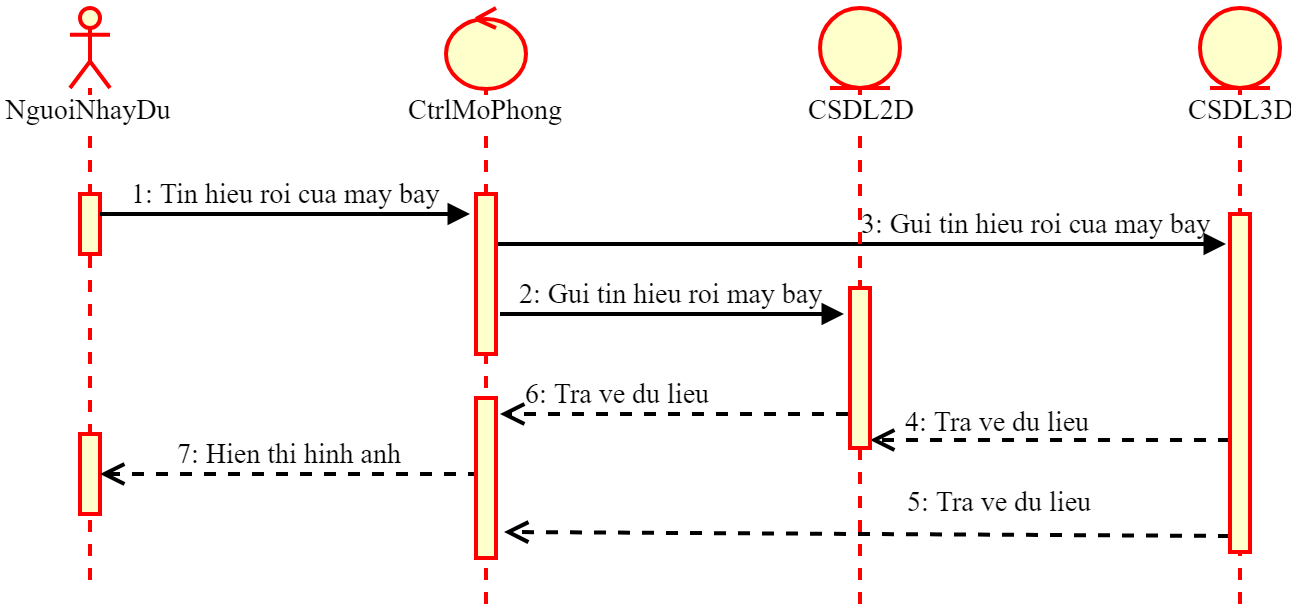 NguoiNhayDu
CtrlMoPhong
CSDL2D
CSDL3D
1: Tin hieu roi cua may bay
3: Gui tin hieu roi cua may bay
2: Gui tin hieu roi may bay
6: Tra ve du lieu
4: Tra ve du lieu
7: Hien thi hinh anh
5: Tra ve du lieu